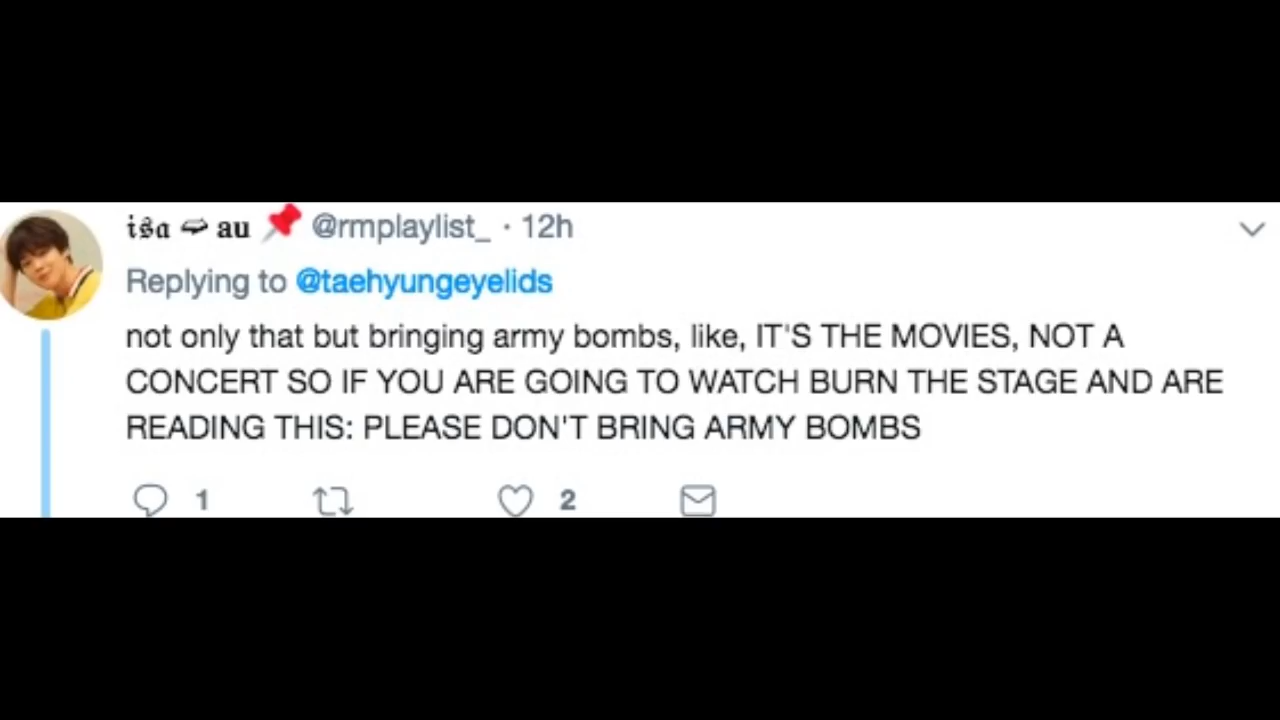 𝖎𝖘𝖆 ➫ 𝖆𝖚 📌 @rmplaylist_ · 12h
Replying to @taehyungeyelids
not only that but bringing army bombs, like, IT'S THE MOVIES, NOT A
CONCERT SO IF YOU ARE GOING TO WATCH BURN THE STAGE AND ARE
READING THIS: PLEASE DON'T BRING ARMY BOMBS
1 2